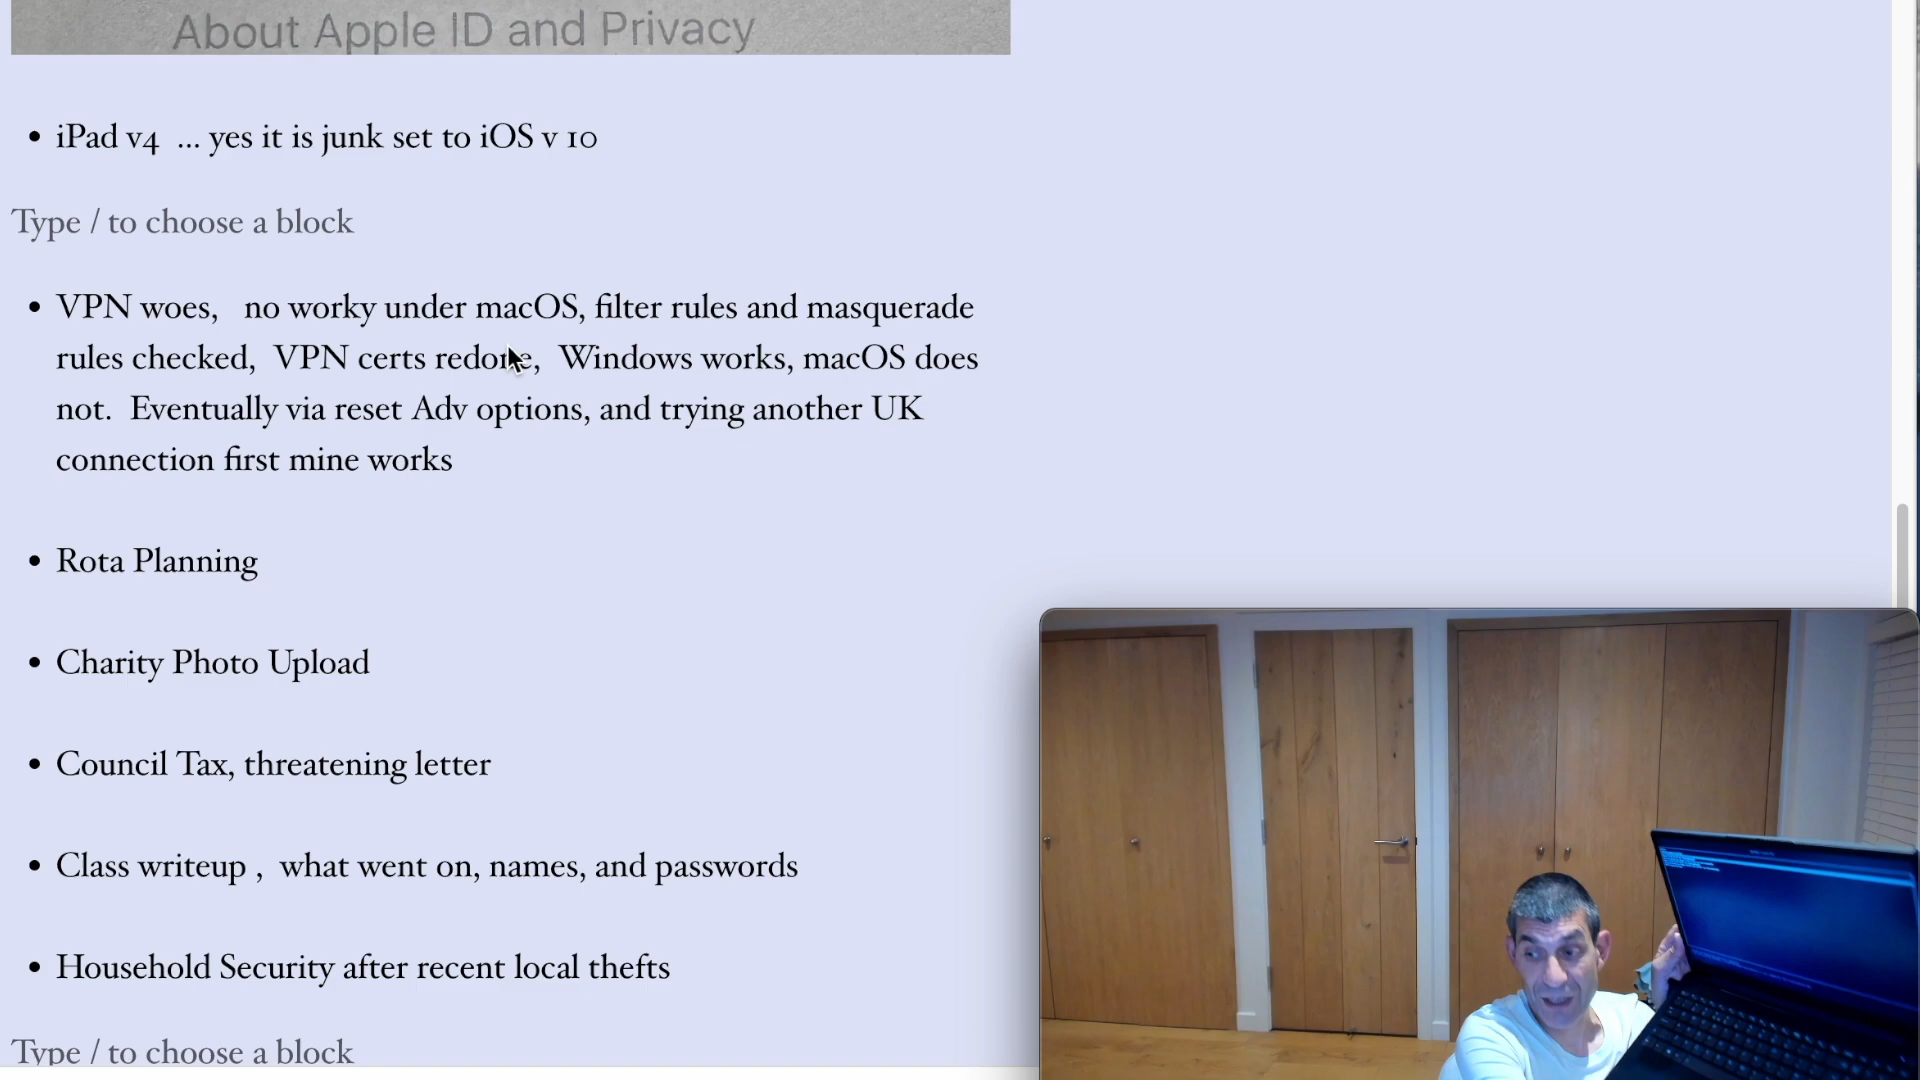 About Apple ID and Privacy
• iPad v4 ... yes it is junk set to iOS v 10
Type / to choose a block
• VPN woes, no worky under macOS, filter rules and masquerade
rules checked, VPN certs redone, Windows works, macOS does
not. Eventually via reset Adv options, and trying another UK
connection first mine works
• Rota Planning
• Charity Photo Upload
• Council Tax, threatening letter
• Class writeup , what went on, names, and passwords
• Household Security after recent local thefts
Type / to choose a block